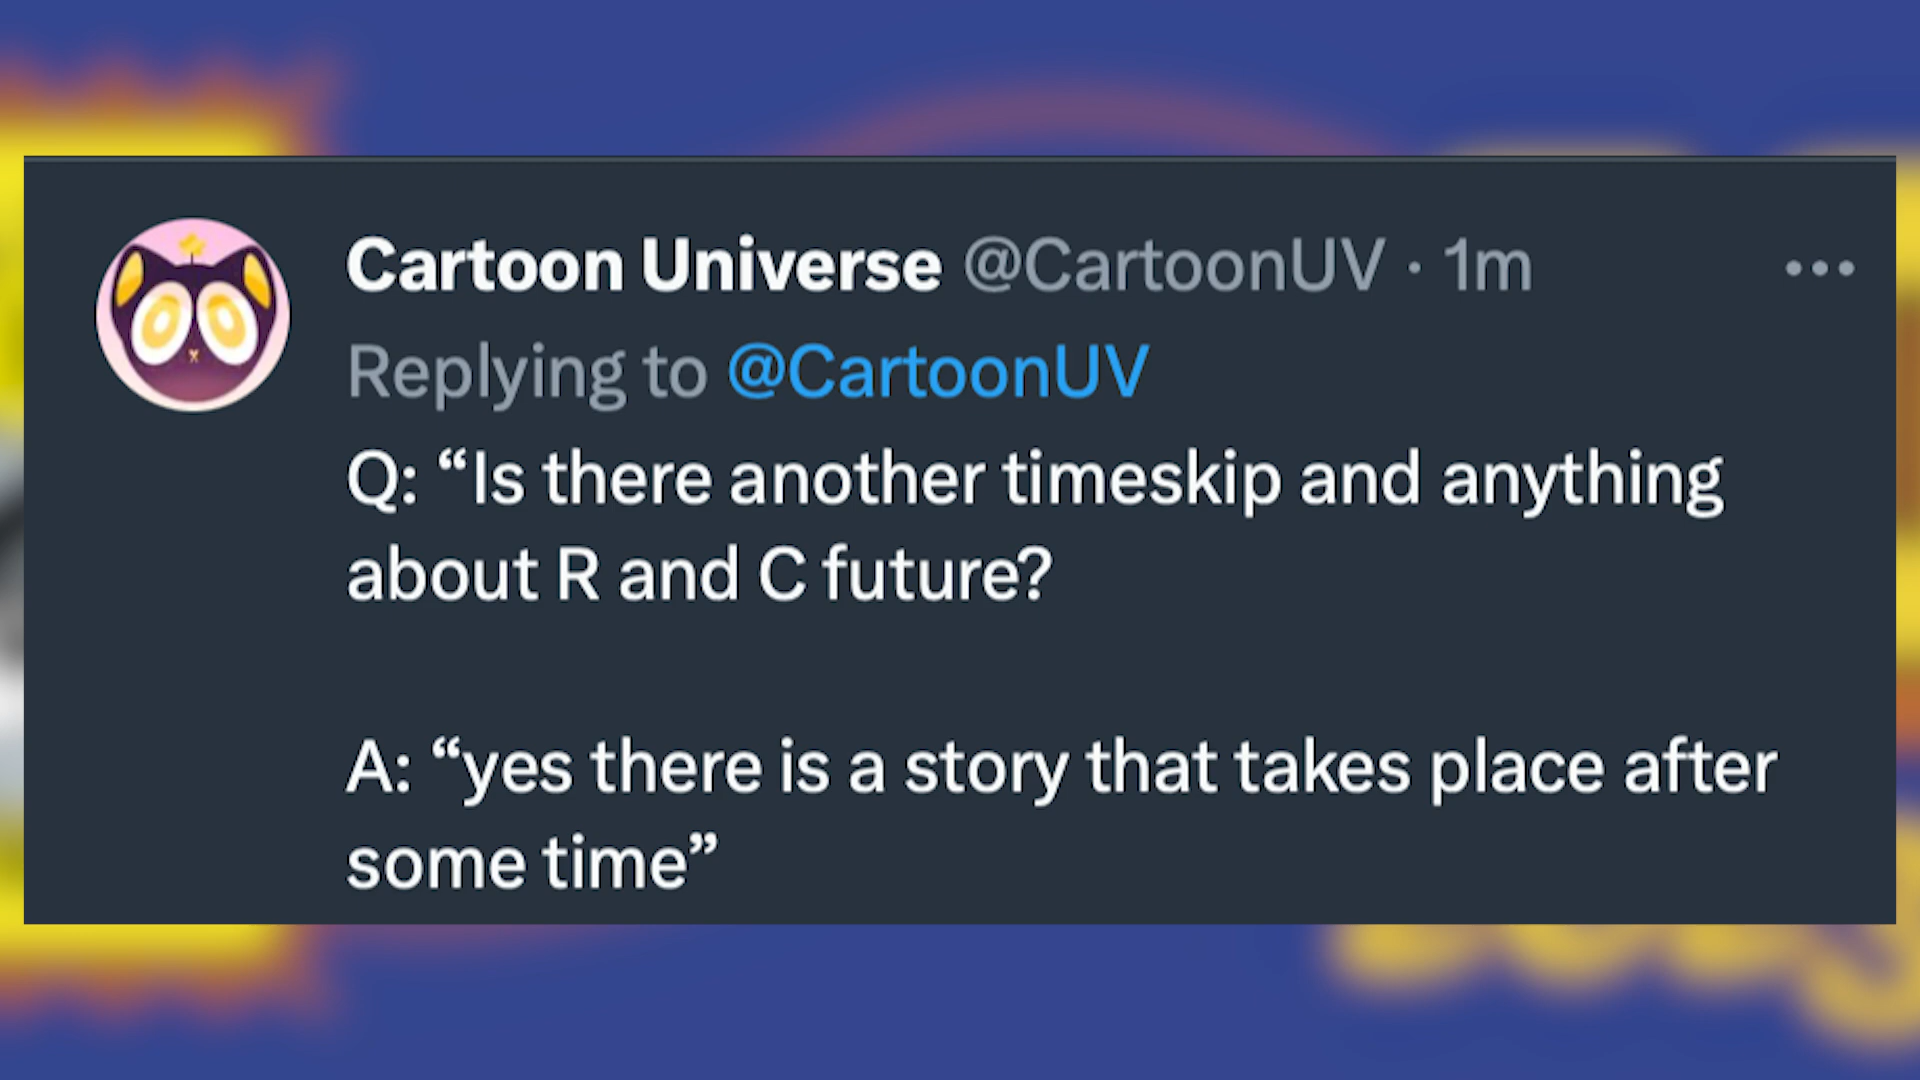 Cartoon Universe @CartoonUV · 1m
Replying to @CartoonUV
Q: “Is there another timeskip and anything
about R and C future?
A: “yes there is a story that takes place after
some time”